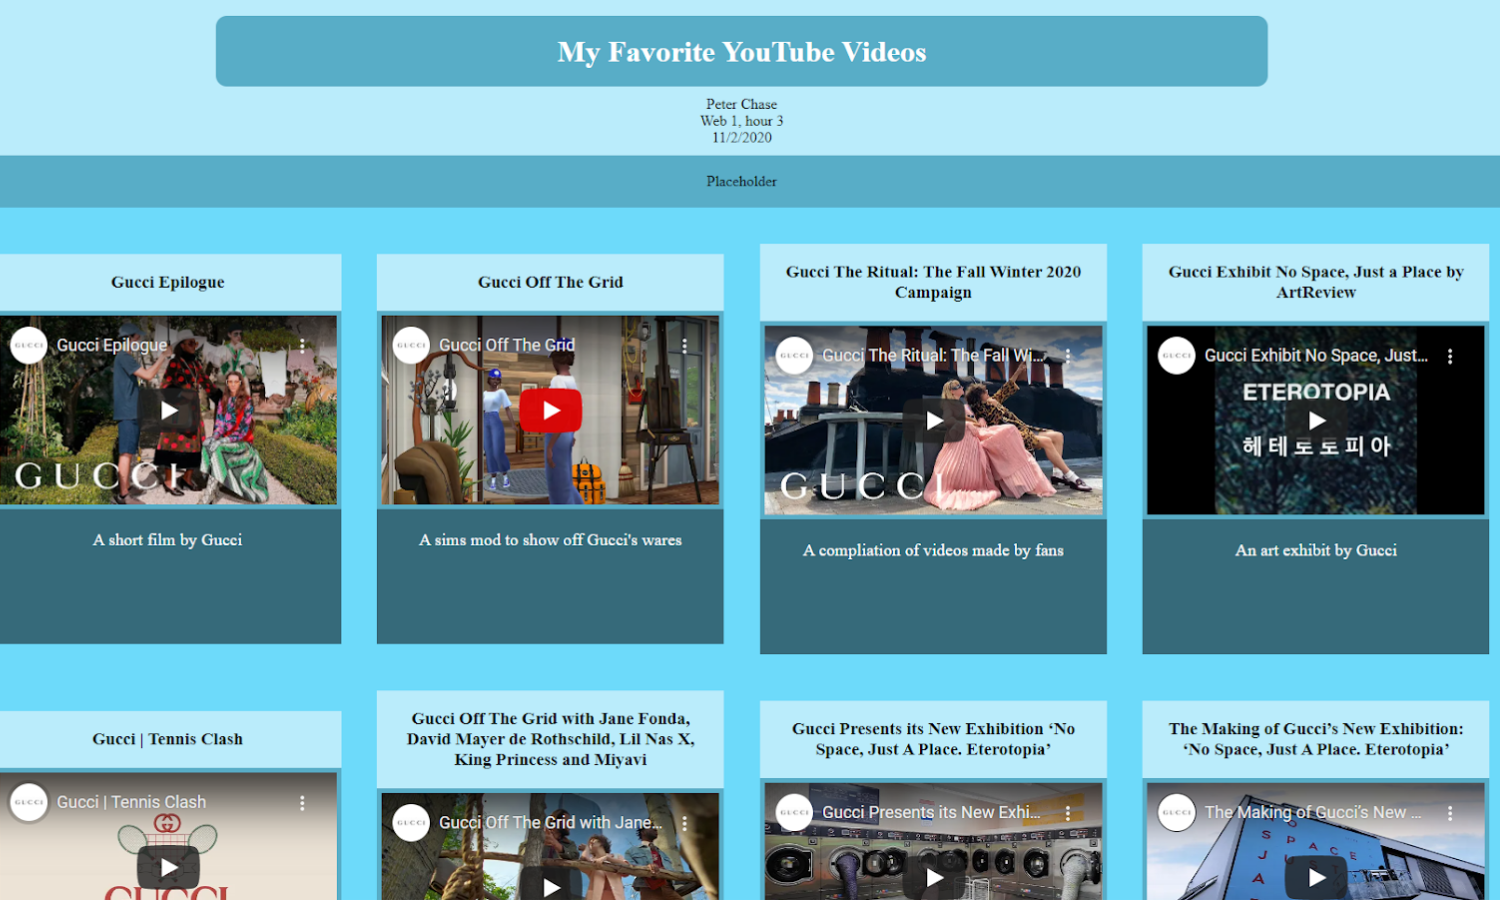 My Favorite YouTube Videos
Peter Chase
Web 1, hour 3
11/2/2020
Placeholder
Gucci Epilogue
GUCCI
Gucci Epilogue
GUCCI
A short film by Gucci
Gucci Off The Grid
GUCCI
Gucci Off The Grid
A sims mod to show off Gucci's wares
Gucci The Ritual: The Fall Winter 2020
Campaign
GUCCI
Gucci The Ritual: The Fall Wi...
GUCCI
A compliation of videos made by fans
Gucci Exhibit No Space, Just a Place by
ArtReview
GUCCI
Gucci Exhibit No Space, Just...
ETEROTOPIA
헤테로토피아
An art exhibit by Gucci
Gucci | Tennis Clash
GUCCI
Gucci | Tennis Clash
GUCCI
Gucci Off The Grid with Jane Fonda,
David Mayer de Rothschild, Lil Nas X,
King Princess and Miyavi
GUCCI
Gucci Off The Grid with Jane...
Gucci Presents its New Exhibition ‘No
Space, Just A Place. Eterotopia’
GUCCI
Gucci Presents its New Exhi...
The Making of Gucci’s New Exhibition:
‘No Space, Just A Place. Eterotopia’
GUCCI
The Making of Gucci’s New ...